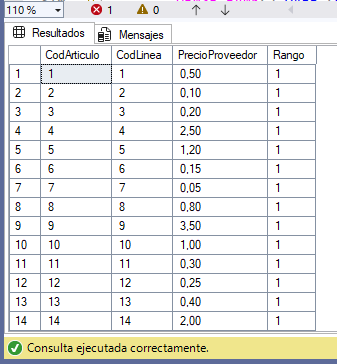 110 % 1 0
Resultados Mensajes
CodArticulo CodLinea PrecioProveedor Rango
1 1 1 0,50 1
2 2 2 0,10 1
3 3 3 0,20 1
4 4 4 2,50 1
5 5 5 1,20 1
6 6 6 0,15 1
7 7 7 0,05 1
8 8 8 0,80 1
9 9 9 3,50 1
10 10 10 1,00 1
11 11 11 0,30 1
12 12 12 0,25 1
13 13 13 0,40 1
14 14 14 2,00 1
Consulta ejecutada correctamente.